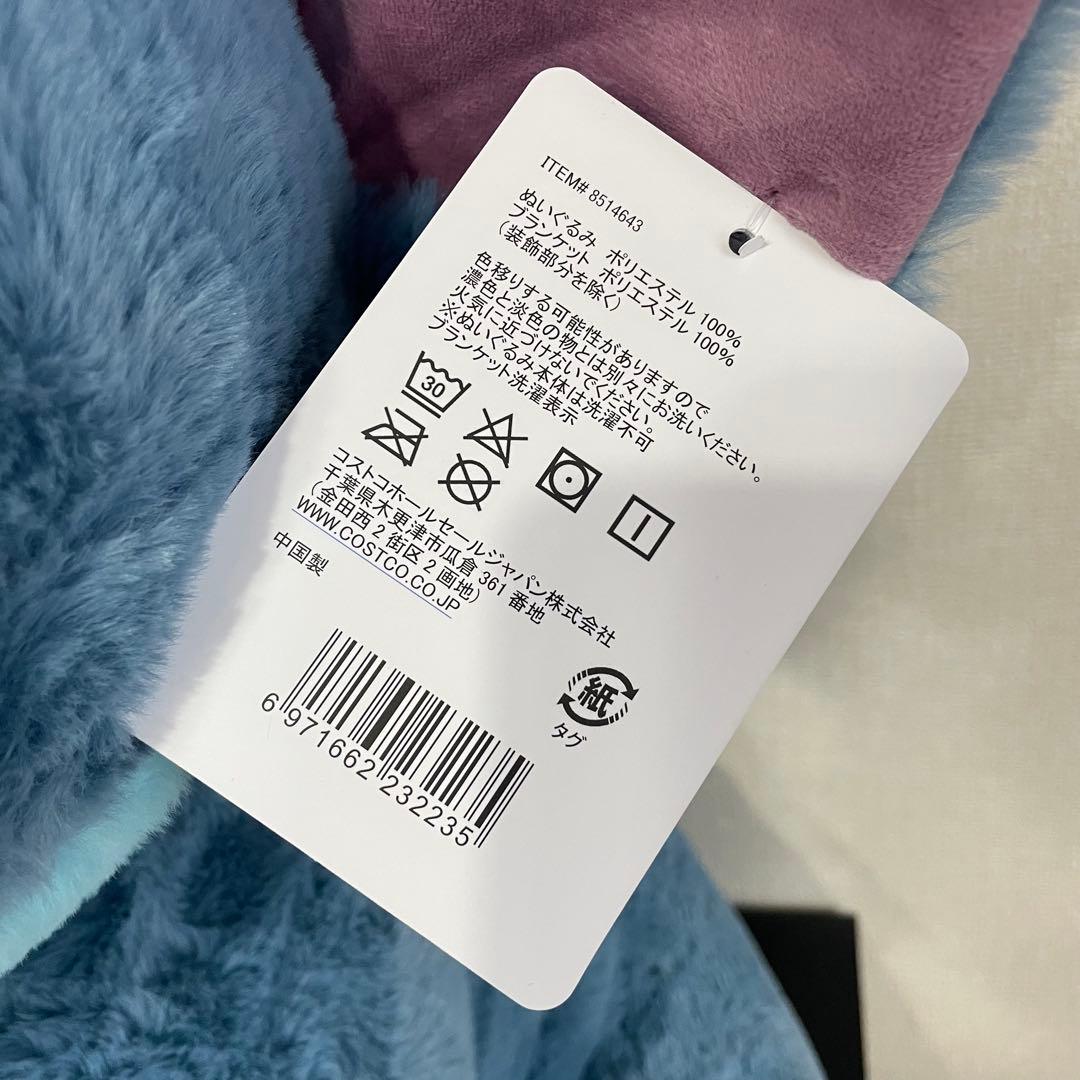 ITEM# 8514643
ぬいぐるみ　ポリエステル 100%
ブランケット　ポリエステル 100%
（装飾部分を除く）
色移りする可能性がありますので
濃色と淡色の物とは別々にお洗いください。
火気に近づけないでください。
※ぬいぐるみ本体は洗濯不可
ブランケット洗濯表示
30
コストコホールセールジャパン株式会社
千葉県木更津市瓜倉 361 番地
（金田西 2 街区 2 画地）
WWW.COSTCO.CO.JP
中国製
紙
タグ
6 971662 232235